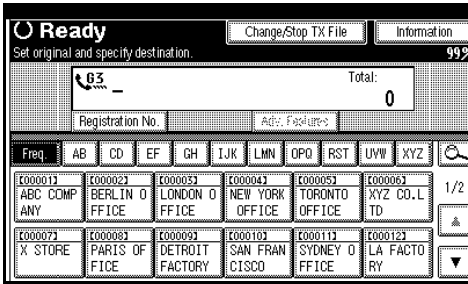 Ready Change/Stop TX File Information
Set original and specify destination. 99%
G3 Total:
0
Registration No. Adv. Features
Freq. AB CD EF GH IJK LMN OPQ RST UVW XYZ
[00001] [00002] [00003] [00004] [00005] [00006]
ABC COMP BERLIN O LONDON O NEW YORK TORONTO XYZ CO.L 1/2
ANY FFICE FFICE OFFICE OFFICE TD
[00007] [00008] [00009] [00010] [00011] [00012]
X STORE PARIS OF DETROIT SAN FRAN SYDNEY O LA FACTO
FICE FACTORY CISCO FFICE RY